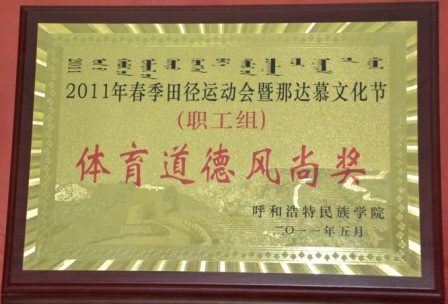 2011年春季田径运动会暨那达慕文化节
(职工组)
体育道德风尚奖
呼和浩特民族学院
二〇一一年五月